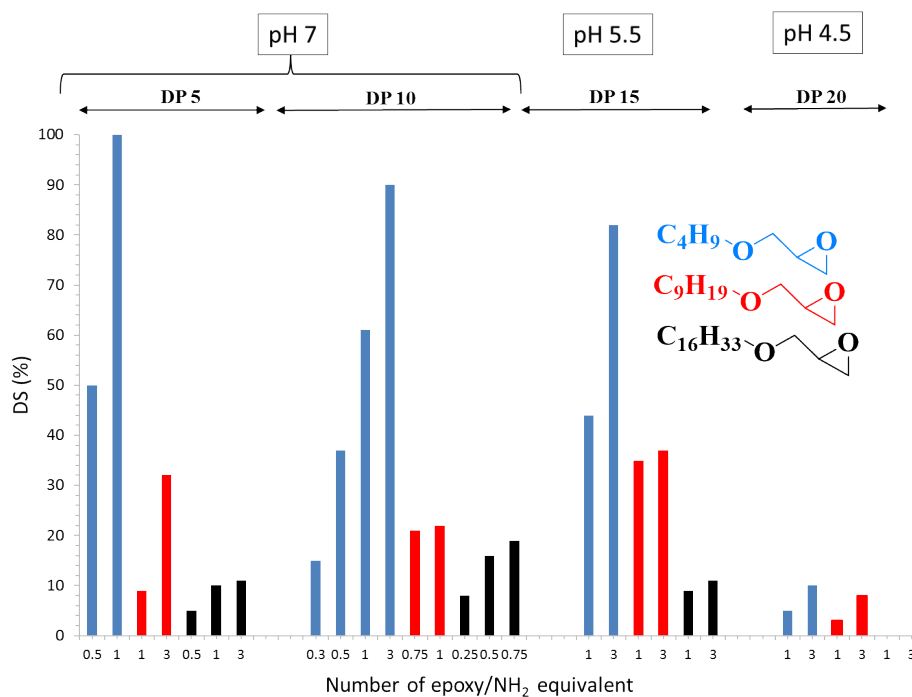 pH 7 pH 5.5 pH 4.5
DP 5 DP 10 DP 15 DP 20
100
90
80
70
60
50
40
30
20
10
0
DS (%)
C₄H₉ O O
C₉H₁₉ O O
C₁₆H₃₃ O O
0.5 1 1 3 0.5 1 3 0.3 0.5 1 3 0.75 1 0.25 0.5 0.75 1 3 1 3 1 3 1 3 1 3 1 3
Number of epoxy/NH₂ equivalent